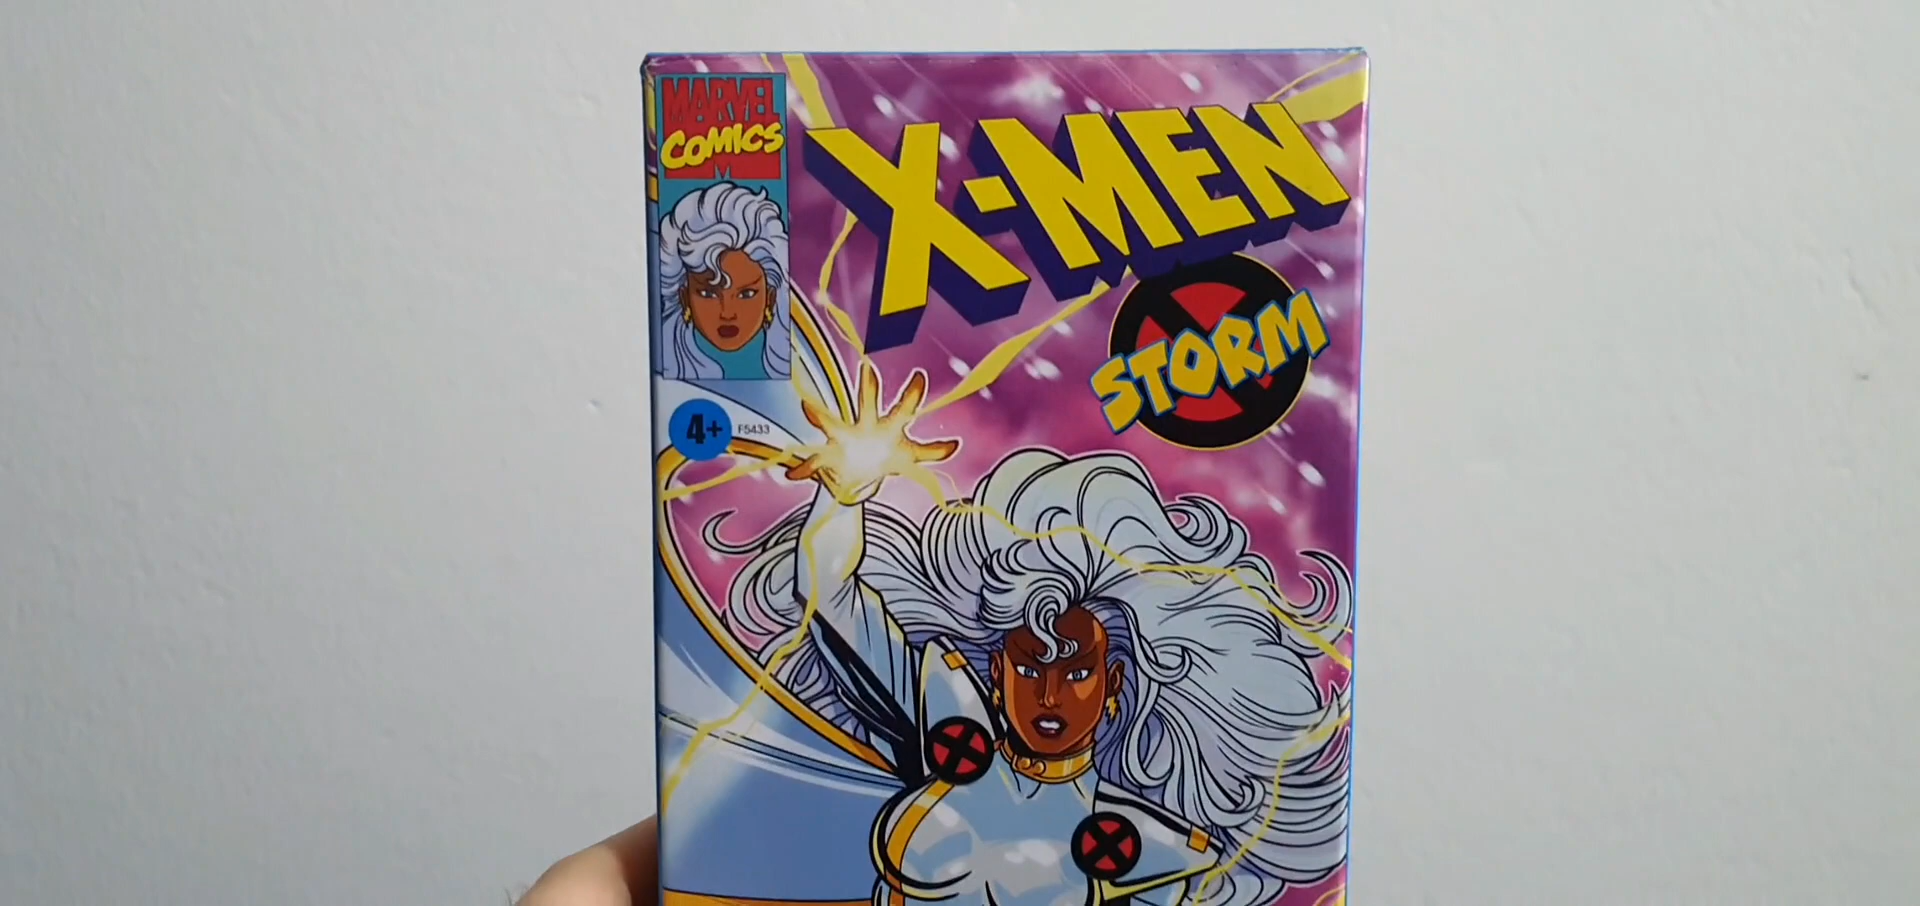 MARVEL
COMICS
X-MEN
STORM
4+ F5433